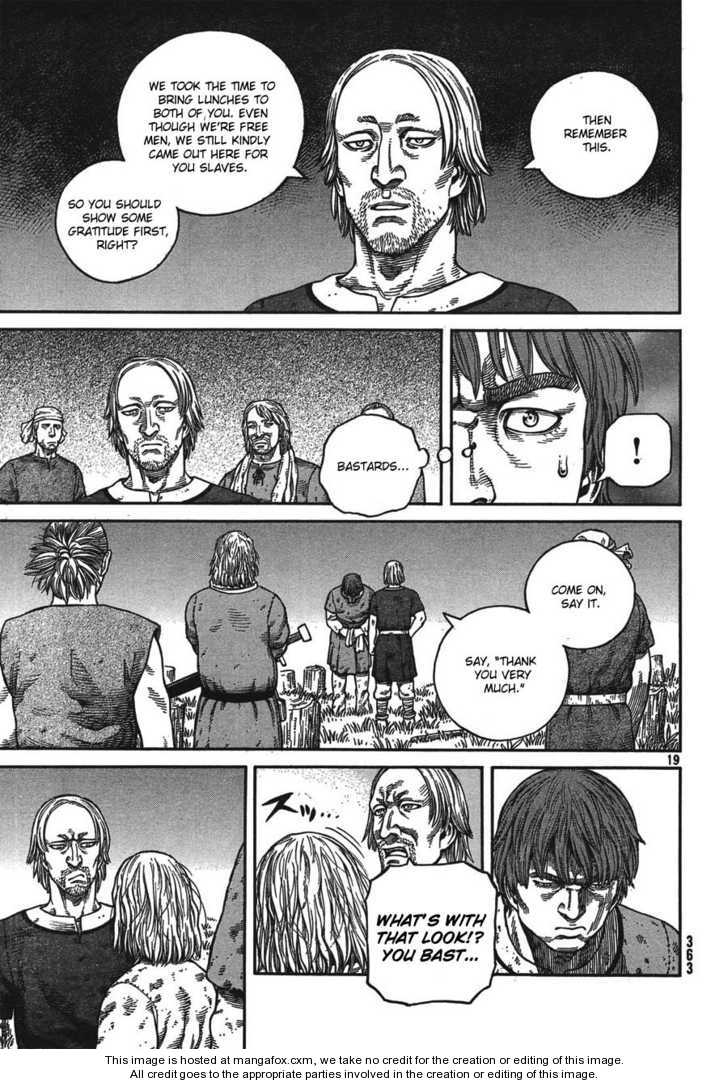 THEN
REMEMBER
THIS.
WE TOOK THE TIME TO
BRING LUNCHES TO
BOTH OF YOU. EVEN
THOUGH WE'RE FREE
MEN, WE STILL KINDLY
CAME OUT HERE FOR
YOU SLAVES.
SO YOU SHOULD
SHOW SOME
GRATITUDE FIRST,
RIGHT?
!
BASTARDS...
COME ON,
SAY IT.
SAY, "THANK
YOU VERY
MUCH."
19
スッ...
WHAT'S WITH
THAT LOOK!?
YOU BAST...
363
This image is hosted at mangafox.cxm, we take no credit for the creation or editing of this image.
All credit goes to the appropriate parties involved in the creation or editing of this image.